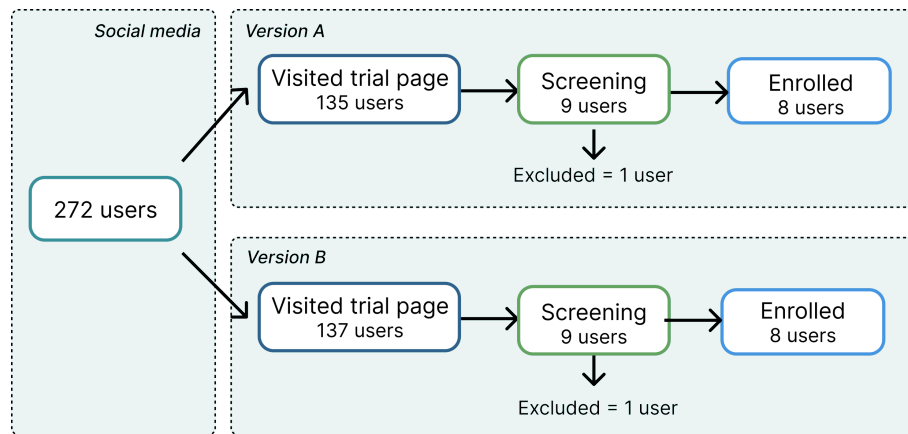 Social media
272 users
Version A
Visited trial page
135 users
Screening
9 users
Enrolled
8 users
Excluded = 1 user
Version B
Visited trial page
137 users
Screening
9 users
Enrolled
8 users
Excluded = 1 user